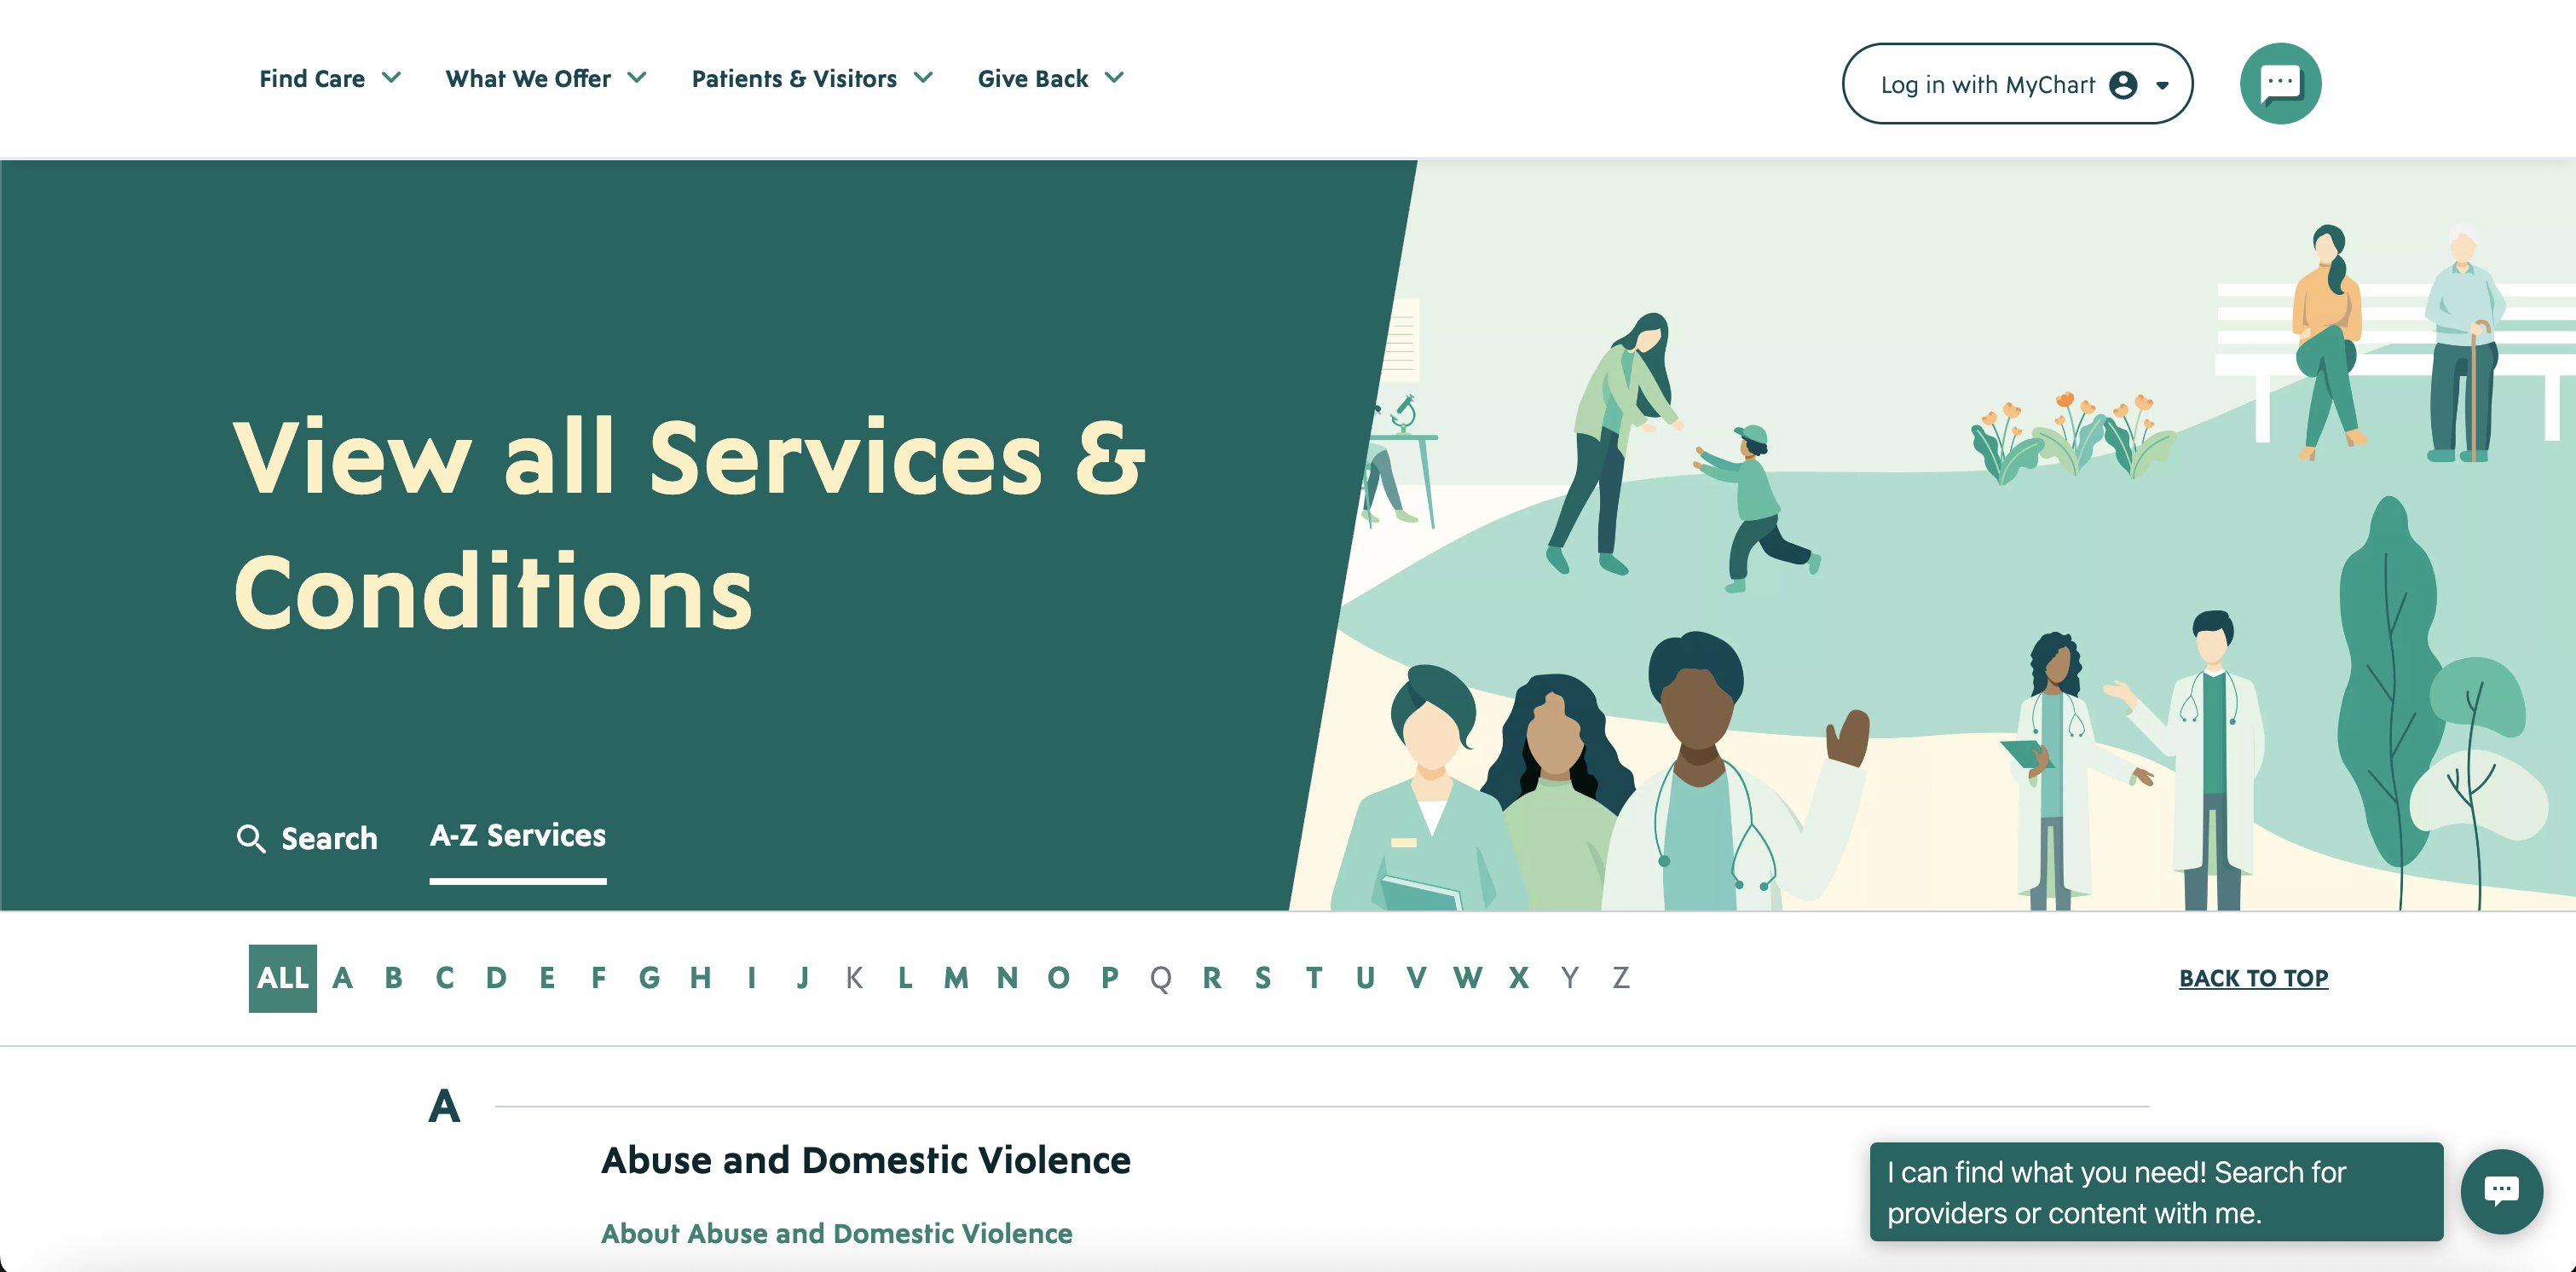 Find Care
What We Offer
Patients & Visitors
Give Back
Log in with MyChart
View all Services &
Conditions
Search
A-Z Services
ALL A B C D E F G H I J K L M N O P Q R S T U V W X Y Z
BACK TO TOP
A
Abuse and Domestic Violence
About Abuse and Domestic Violence
I can find what you need! Search for
providers or content with me.